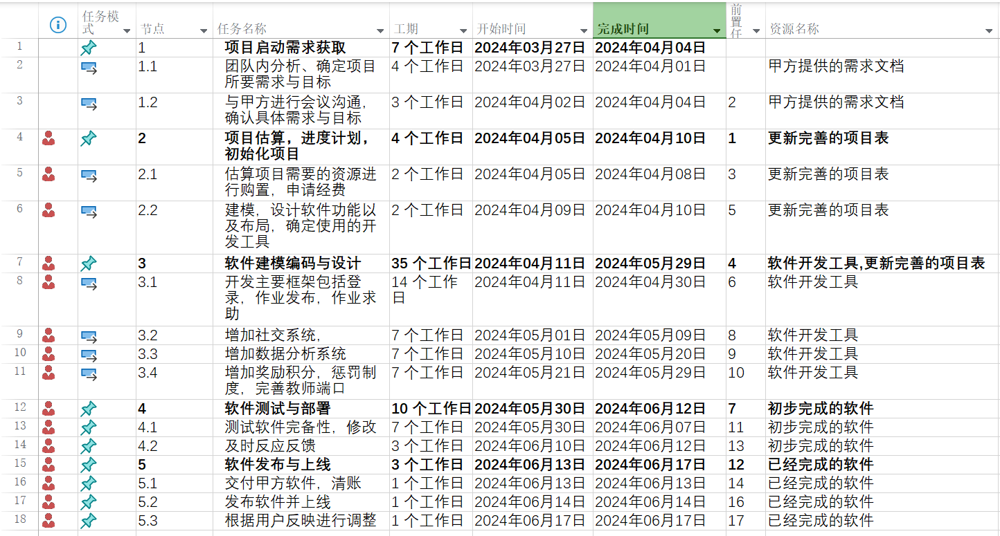 任务模式 节点 任务名称 工期 开始时间 完成时间 前置任 资源名称
1 1 项目启动需求获取 7 个工作日 2024年03月27日 2024年04月04日
2 1.1 团队内分析、确定项目 4 个工作日 2024年03月27日 2024年04月01日 甲方提供的需求文档
所要需求与目标
3 1.2 与甲方进行会议沟通， 3 个工作日 2024年04月02日 2024年04月04日 2 甲方提供的需求文档
确认具体需求与目标
4 2 项目估算，进度计划， 4 个工作日 2024年04月05日 2024年04月10日 1 更新完善的项目表
初始化项目
5 2.1 估算项目需要的资源进 2 个工作日 2024年04月05日 2024年04月08日 3 更新完善的项目表
行购置，申请经费
6 2.2 建模，设计软件功能以 2 个工作日 2024年04月09日 2024年04月10日 5 更新完善的项目表
及布局，确定使用的开
发工具
7 3 软件建模编码与设计 35 个工作日 2024年04月11日 2024年05月29日 4 软件开发工具,更新完善的项目表
8 3.1 开发主要框架包括登 14 个工作 2024年04月11日 2024年04月30日 6 软件开发工具
录，作业发布，作业求 日
助
9 3.2 增加社交系统， 7 个工作日 2024年05月01日 2024年05月09日 8 软件开发工具
10 3.3 增加数据分析系统 7 个工作日 2024年05月10日 2024年05月20日 9 软件开发工具
11 3.4 增加奖励积分，惩罚制 7 个工作日 2024年05月21日 2024年05月29日 10 软件开发工具
度，完善教师端口
12 4 软件测试与部署 10 个工作日 2024年05月30日 2024年06月12日 7 初步完成的软件
13 4.1 测试软件完备性，修改 7 个工作日 2024年05月30日 2024年06月07日 11 初步完成的软件
14 4.2 及时反应反馈 3 个工作日 2024年06月10日 2024年06月12日 13 初步完成的软件
15 5 软件发布与上线 3 个工作日 2024年06月13日 2024年06月17日 12 已经完成的软件
16 5.1 交付甲方软件，清账 1 个工作日 2024年06月13日 2024年06月13日 14 已经完成的软件
17 5.2 发布软件并上线 1 个工作日 2024年06月14日 2024年06月14日 16 已经完成的软件
18 5.3 根据用户反映进行调整 1 个工作日 2024年06月17日 2024年06月17日 17 已经完成的软件